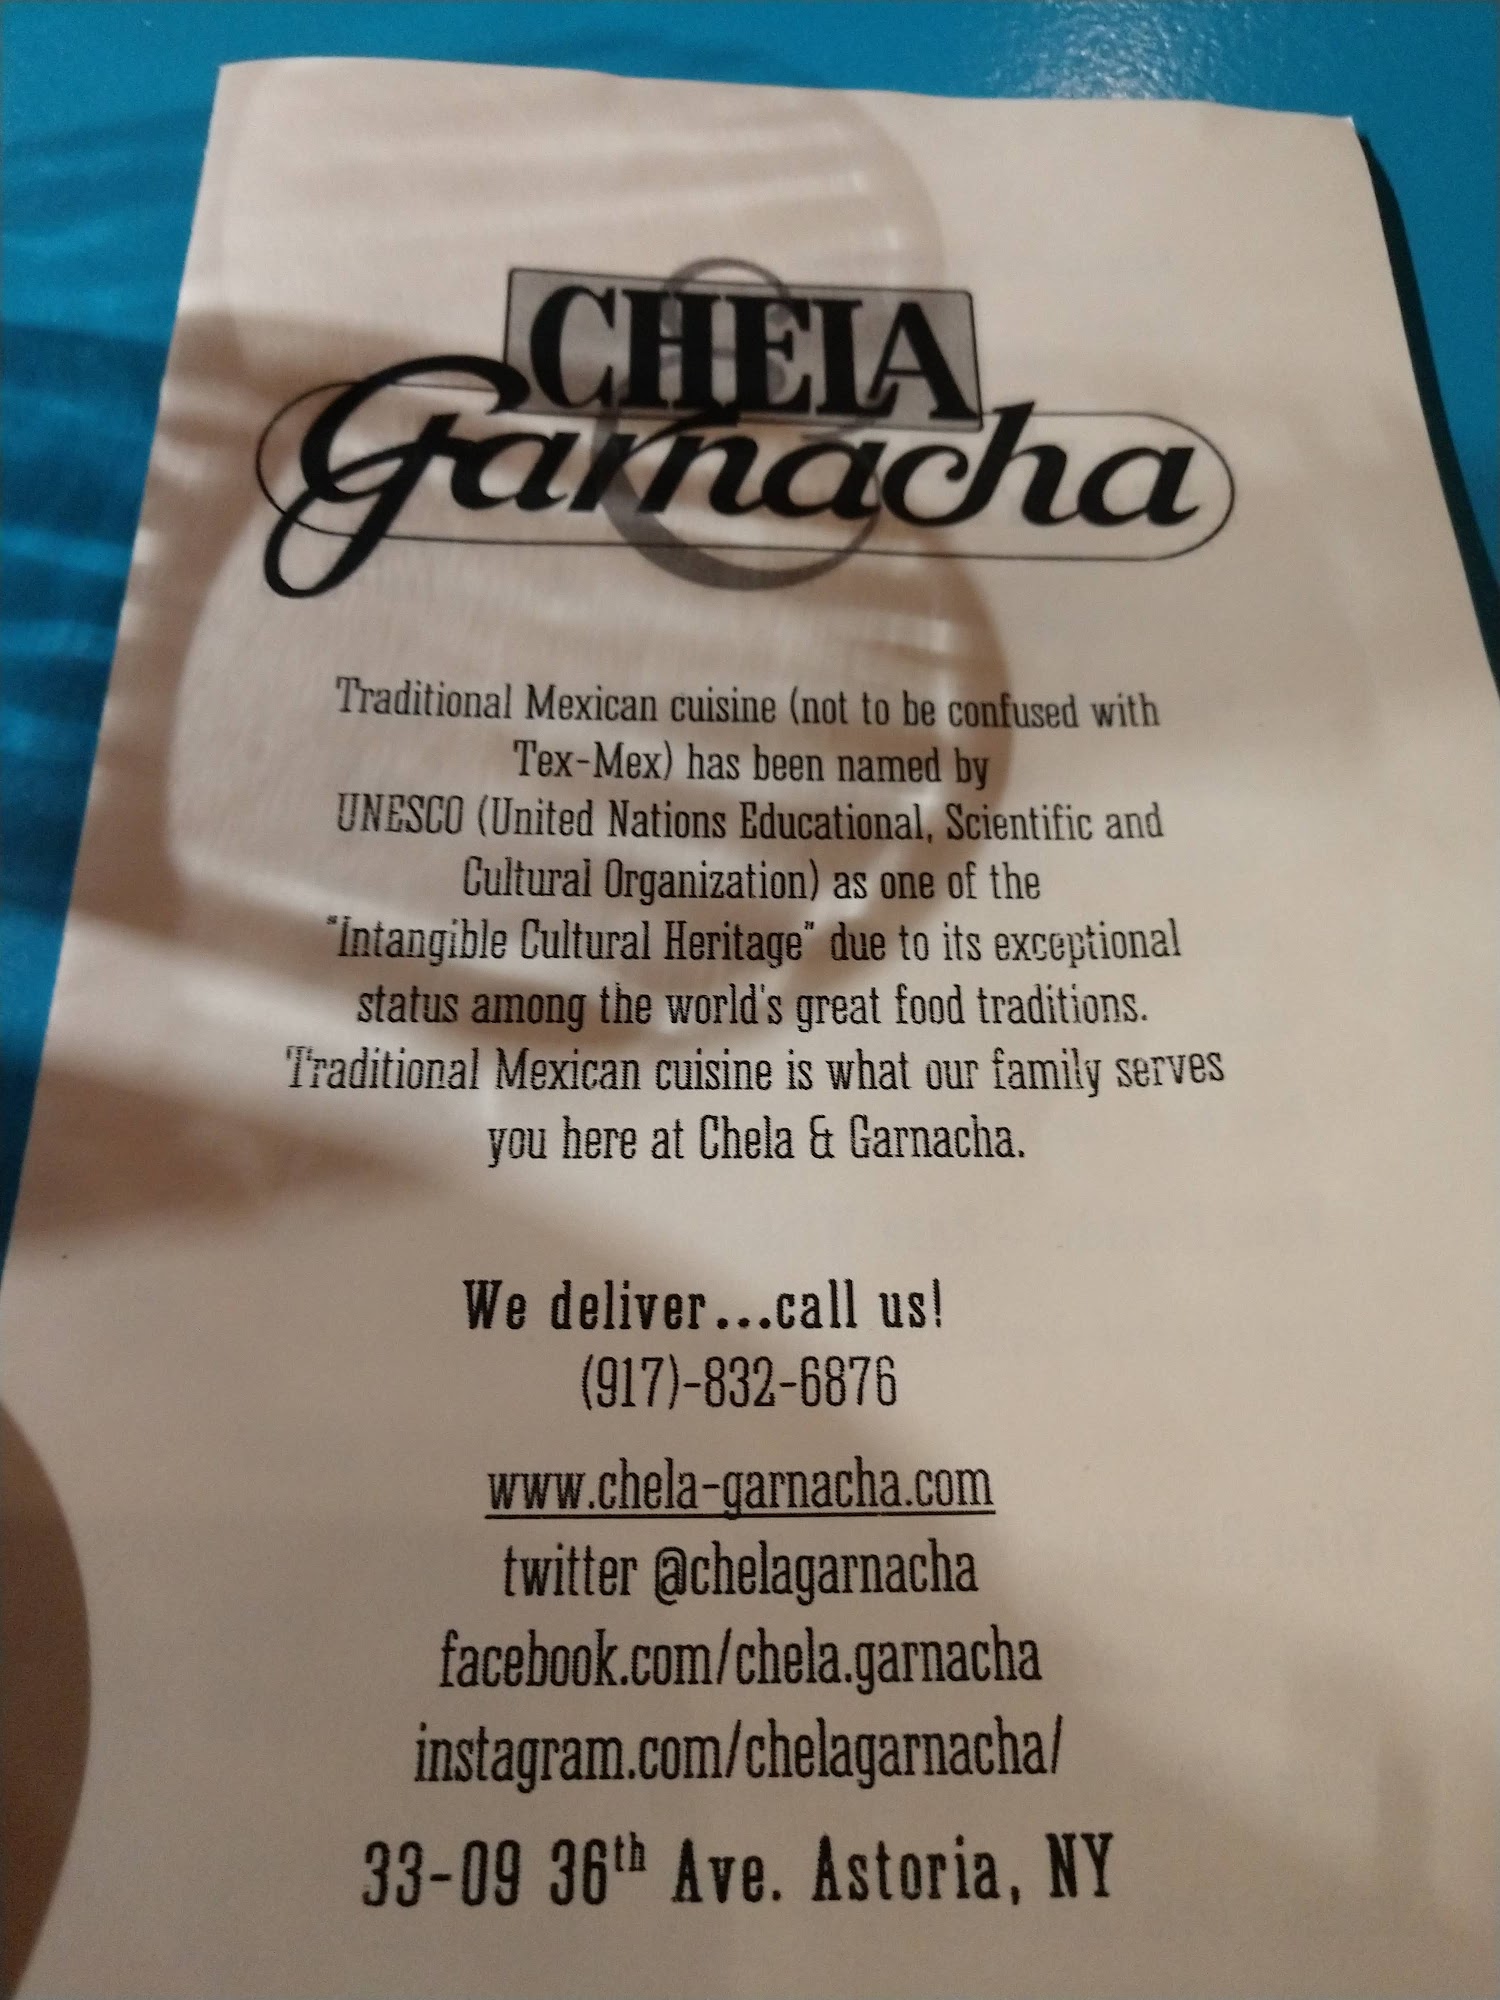 CHELA
&
Garnacha
Traditional Mexican cuisine (not to be confused with
Tex-Mex) has been named by
UNESCO (United Nations Educational, Scientific and
Cultural Organization) as one of the
"Intangible Cultural Heritage" due to its exceptional
status among the world's great food traditions.
Traditional Mexican cuisine is what our family serves
you here at Chela & Garnacha.
We deliver...call us!
(917)-832-6876
www.chela-garnacha.com
twitter @chelagarnacha
facebook.com/chela.garnacha
instagram.com/chelagarnacha/
33-09 36th Ave. Astoria, NY